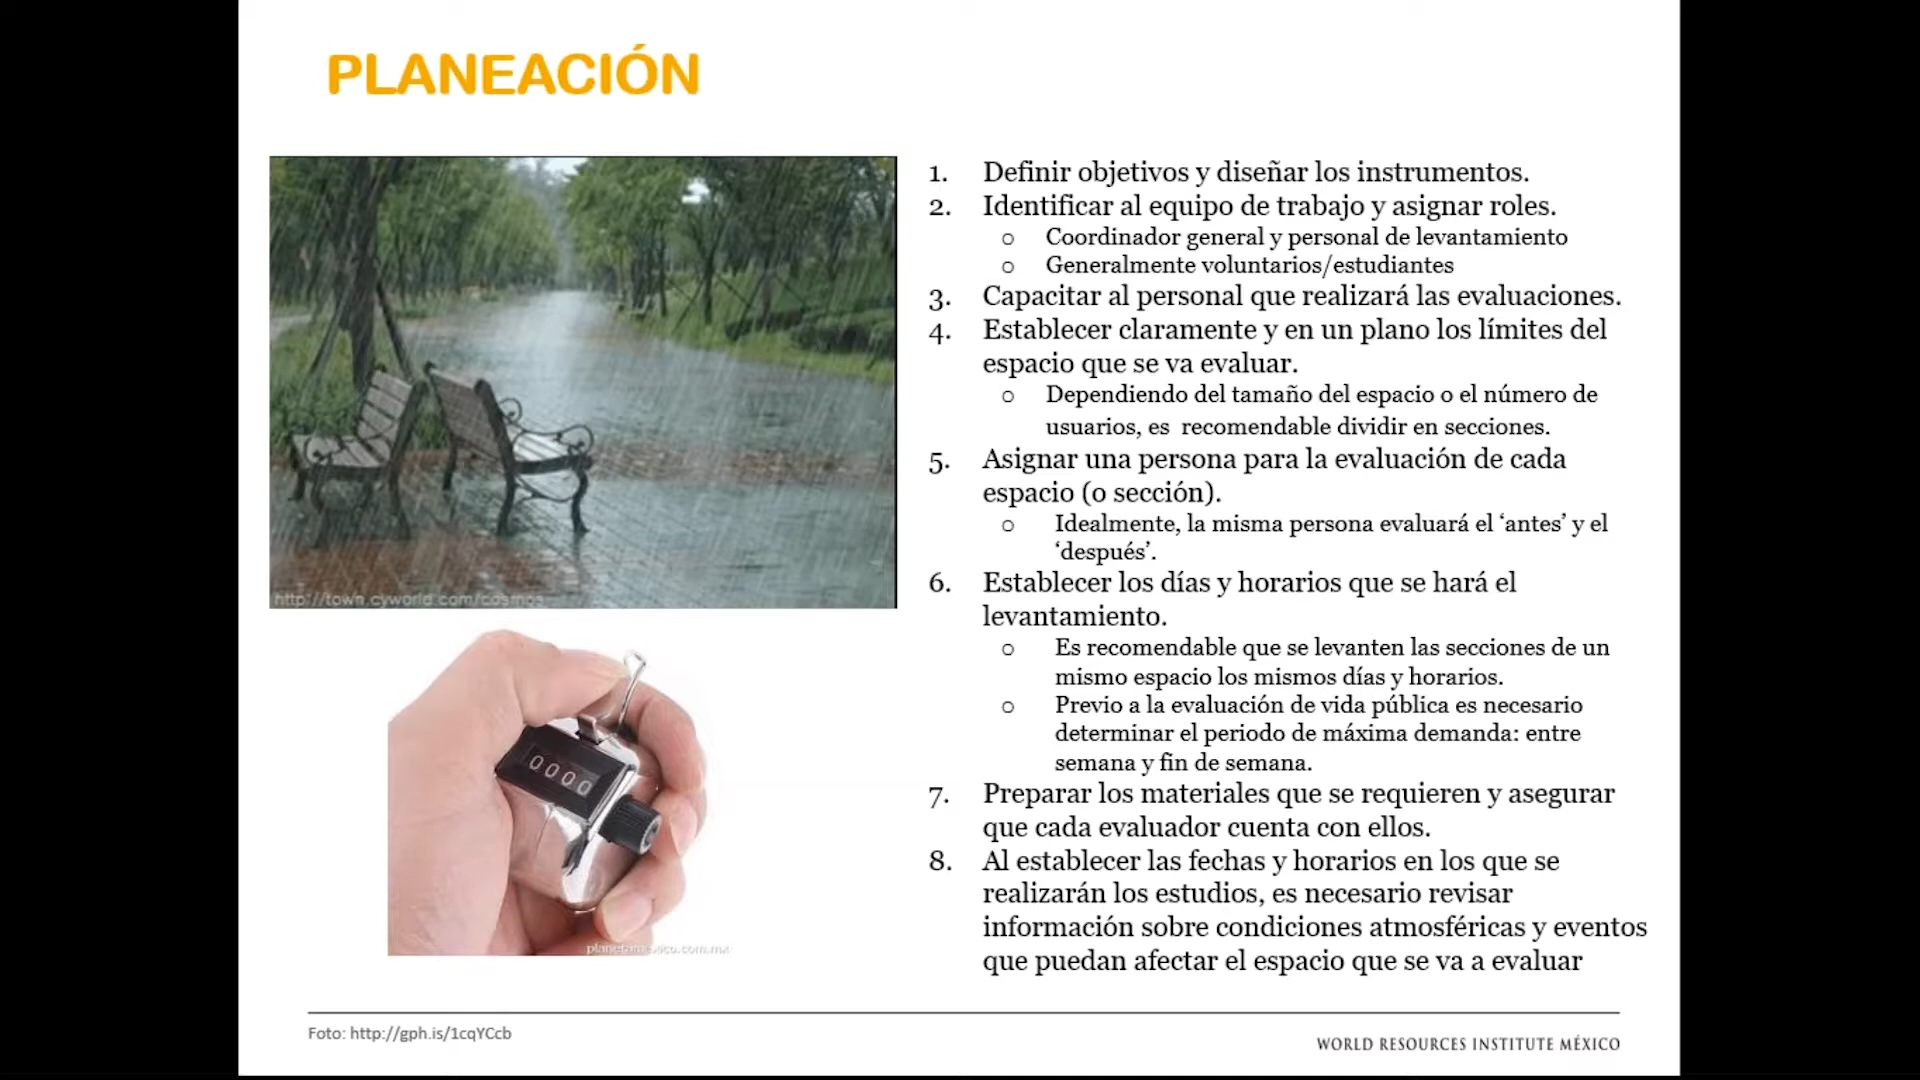 PLANEACIÓN
http://town.cyworld.com/cosmos
0000
planetamexico.com.mx
1. Definir objetivos y diseñar los instrumentos.
2. Identificar al equipo de trabajo y asignar roles.
o Coordinador general y personal de levantamiento
o Generalmente voluntarios/estudiantes
3. Capacitar al personal que realizará las evaluaciones.
4. Establecer claramente y en un plano los límites del
espacio que se va evaluar.
o Dependiendo del tamaño del espacio o el número de
usuarios, es recomendable dividir en secciones.
5. Asignar una persona para la evaluación de cada
espacio (o sección).
o Idealmente, la misma persona evaluará el ‘antes’ y el
‘después’.
6. Establecer los días y horarios que se hará el
levantamiento.
o Es recomendable que se levanten las secciones de un
mismo espacio los mismos días y horarios.
o Previo a la evaluación de vida pública es necesario
determinar el periodo de máxima demanda: entre
semana y fin de semana.
7. Preparar los materiales que se requieren y asegurar
que cada evaluador cuenta con ellos.
8. Al establecer las fechas y horarios en los que se
realizarán los estudios, es necesario revisar
información sobre condiciones atmosféricas y eventos
que puedan afectar el espacio que se va a evaluar
Foto: http://gph.is/1cqYCcb
WORLD RESOURCES INSTITUTE MÉXICO